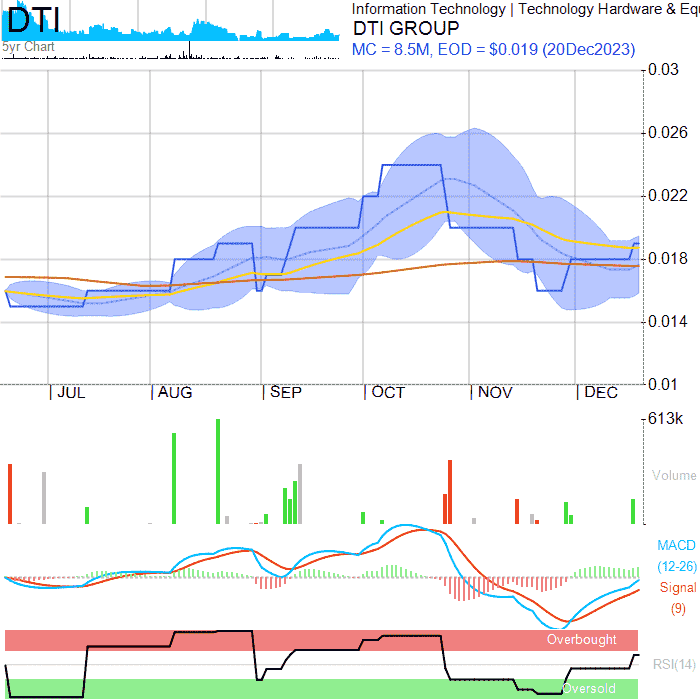 DTI
5yr Chart
Information Technology | Technology Hardware & Equ
DTI GROUP
MC = 8.5M, EOD = $0.019 (20Dec2023)
0.03
0.026
0.022
0.018
0.014
0.01
JUL AUG SEP OCT NOV DEC
613k
Volume
MACD
(12-26)
Signal
(9)
Overbought
RSI(14)
Oversold